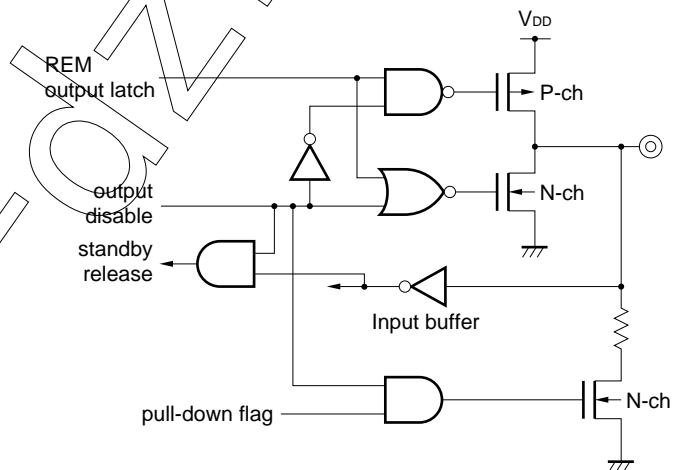 VDD
REM
output latch
P-ch
output
disable
N-ch
standby
release
Input buffer
pull-down flag
N-ch